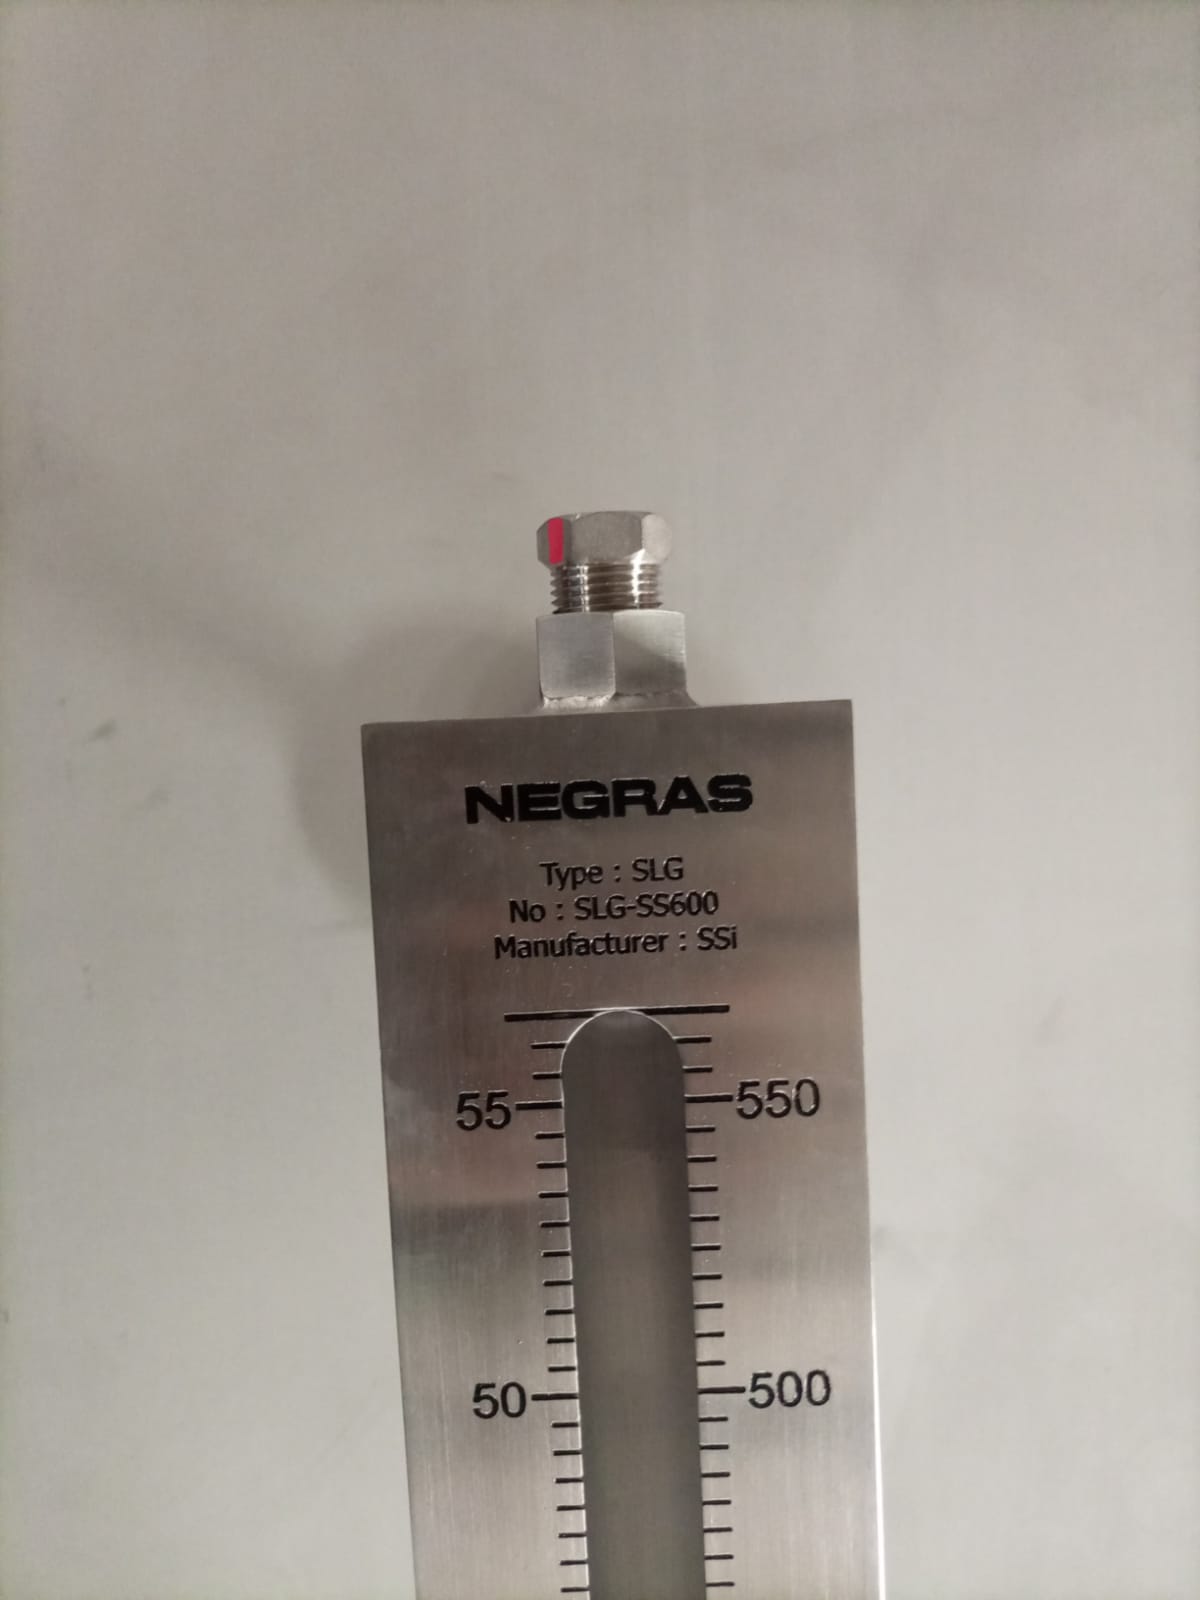 NEGRAS
Type : SLG
No : SLG-SS600
Manufacturer : SSi
55 550
50 500